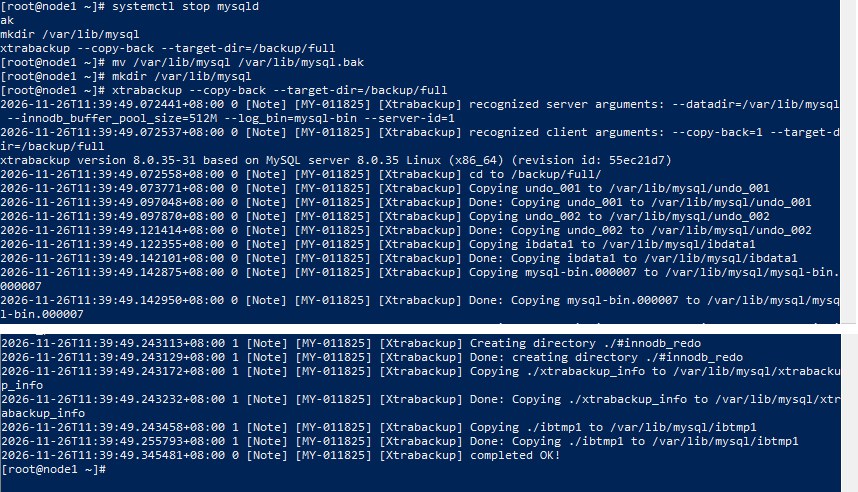 [root@node1 ~]# systemctl stop mysqld
ak
mkdir /var/lib/mysql
xtrabackup --copy-back --target-dir=/backup/full
[root@node1 ~]# mv /var/lib/mysql /var/lib/mysql.bak
[root@node1 ~]# mkdir /var/lib/mysql
[root@node1 ~]# xtrabackup --copy-back --target-dir=/backup/full
2026-11-26T11:39:49.072441+08:00 0 [Note] [MY-011825] [Xtrabackup] recognized server arguments: --datadir=/var/lib/mysql
 --innodb_buffer_pool_size=512M --log_bin=mysql-bin --server-id=1
2026-11-26T11:39:49.072537+08:00 0 [Note] [MY-011825] [Xtrabackup] recognized client arguments: --copy-back=1 --target-d
ir=/backup/full
xtrabackup version 8.0.35-31 based on MySQL server 8.0.35 Linux (x86_64) (revision id: 55ec21d7)
2026-11-26T11:39:49.072558+08:00 0 [Note] [MY-011825] [Xtrabackup] cd to /backup/full/
2026-11-26T11:39:49.073771+08:00 0 [Note] [MY-011825] [Xtrabackup] Copying undo_001 to /var/lib/mysql/undo_001
2026-11-26T11:39:49.097048+08:00 0 [Note] [MY-011825] [Xtrabackup] Done: Copying undo_001 to /var/lib/mysql/undo_001
2026-11-26T11:39:49.097870+08:00 0 [Note] [MY-011825] [Xtrabackup] Copying undo_002 to /var/lib/mysql/undo_002
2026-11-26T11:39:49.121414+08:00 0 [Note] [MY-011825] [Xtrabackup] Done: Copying undo_002 to /var/lib/mysql/undo_002
2026-11-26T11:39:49.122355+08:00 0 [Note] [MY-011825] [Xtrabackup] Copying ibdata1 to /var/lib/mysql/ibdata1
2026-11-26T11:39:49.142101+08:00 0 [Note] [MY-011825] [Xtrabackup] Done: Copying ibdata1 to /var/lib/mysql/ibdata1
2026-11-26T11:39:49.142875+08:00 0 [Note] [MY-011825] [Xtrabackup] Copying mysql-bin.000007 to /var/lib/mysql/mysql-bin.
000007
2026-11-26T11:39:49.142950+08:00 0 [Note] [MY-011825] [Xtrabackup] Done: Copying mysql-bin.000007 to /var/lib/mysql/mysq
l-bin.000007
2026-11-26T11:39:49.243113+08:00 1 [Note] [MY-011825] [Xtrabackup] Creating directory ./#innodb_redo
2026-11-26T11:39:49.243129+08:00 1 [Note] [MY-011825] [Xtrabackup] Done: creating directory ./#innodb_redo
2026-11-26T11:39:49.243172+08:00 1 [Note] [MY-011825] [Xtrabackup] Copying ./xtrabackup_info to /var/lib/mysql/xtrabacku
p_info
2026-11-26T11:39:49.243232+08:00 1 [Note] [MY-011825] [Xtrabackup] Done: Copying ./xtrabackup_info to /var/lib/mysql/xtr
abackup_info
2026-11-26T11:39:49.243458+08:00 1 [Note] [MY-011825] [Xtrabackup] Copying ./ibtmp1 to /var/lib/mysql/ibtmp1
2026-11-26T11:39:49.255793+08:00 1 [Note] [MY-011825] [Xtrabackup] Done: Copying ./ibtmp1 to /var/lib/mysql/ibtmp1
2026-11-26T11:39:49.345481+08:00 0 [Note] [MY-011825] [Xtrabackup] completed OK!
[root@node1 ~]#